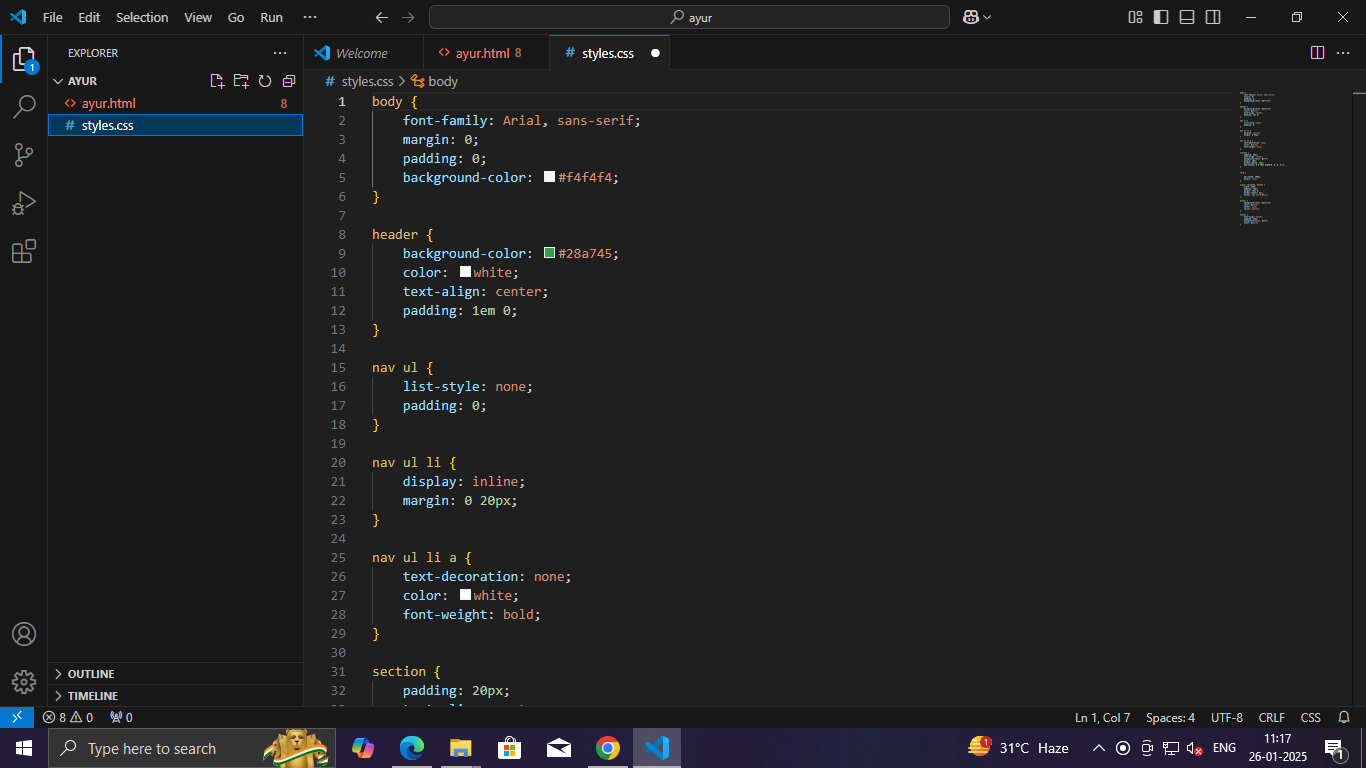 File Edit Selection View Go Run ··· ayur
EXPLORER ···
1
AYUR
ayur.html 8
# styles.css
OUTLINE
TIMELINE
Welcome
ayur.html 8
# styles.css
# styles.css > body
1 body {
2 font-family: Arial, sans-serif;
3 margin: 0;
4 padding: 0;
5 background-color: #f4f4f4;
6 }
7
8 header {
9 background-color: #28a745;
10 color: white;
11 text-align: center;
12 padding: 1em 0;
13 }
14
15 nav ul {
16 list-style: none;
17 padding: 0;
18 }
19
20 nav ul li {
21 display: inline;
22 margin: 0 20px;
23 }
24
25 nav ul li a {
26 text-decoration: none;
27 color: white;
28 font-weight: bold;
29 }
30
31 section {
32 padding: 20px;
8 0 0 Ln 1, Col 7 Spaces: 4 UTF-8 CRLF CSS
Type here to search
31°C Haze
1
ENG
11:17
26-01-2025
1